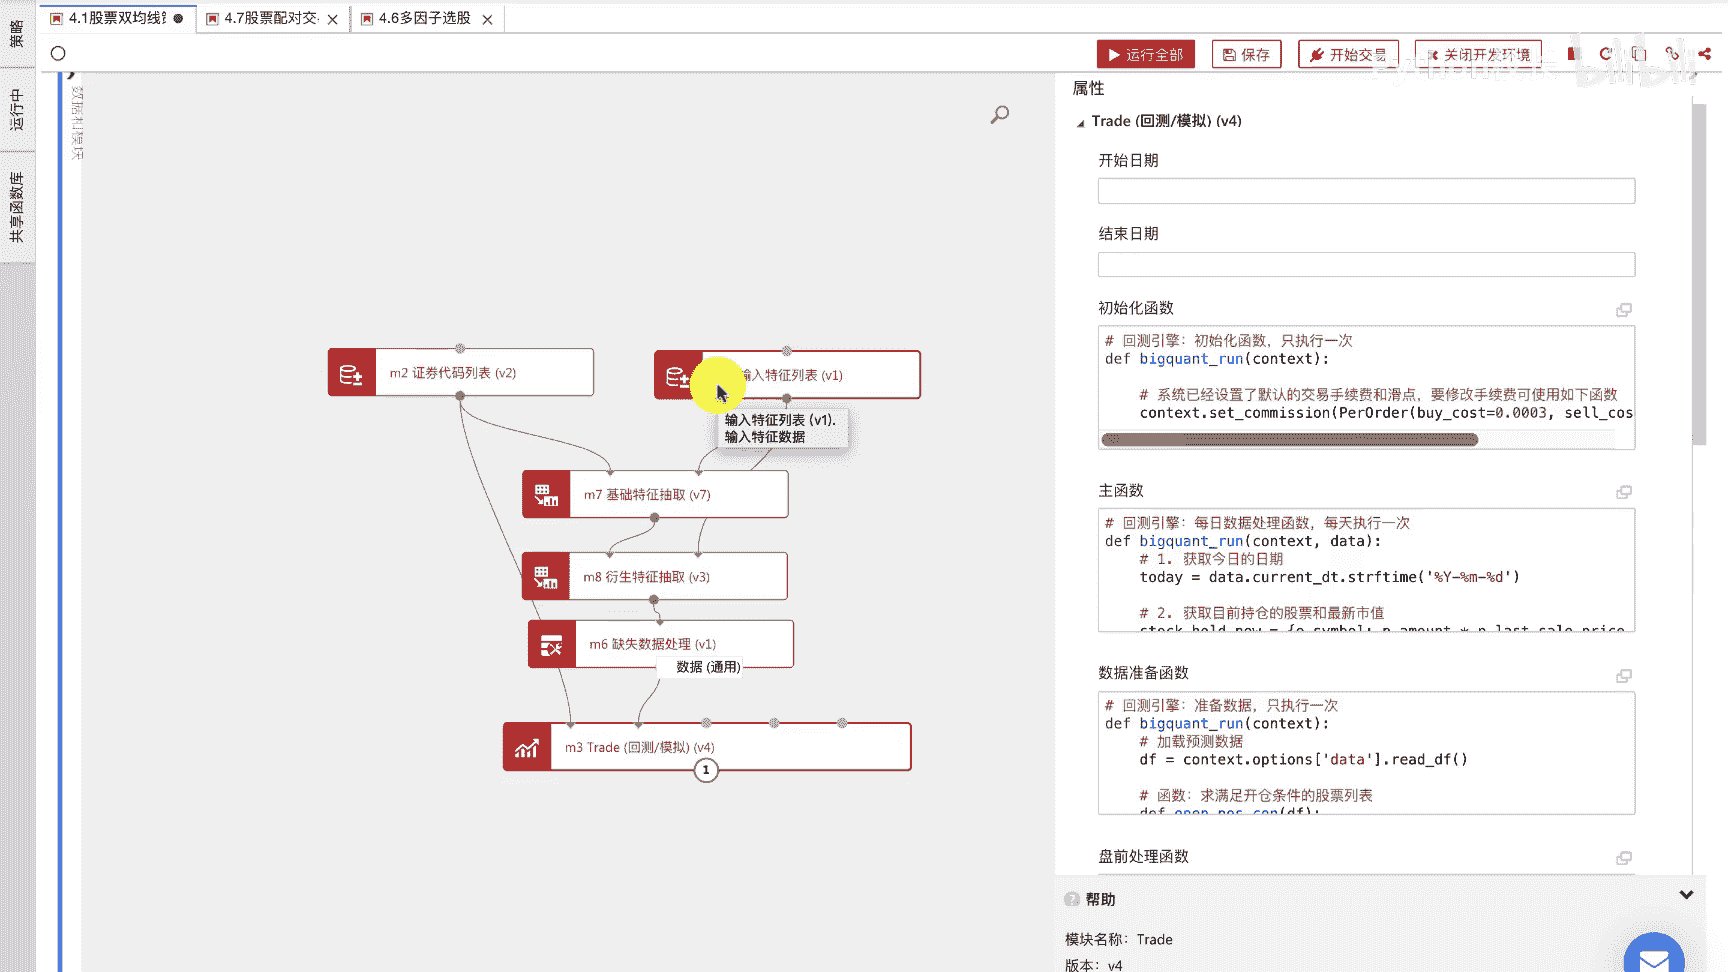 4.1股票双均线策
4.7股票配对交
4.6多因子选股
策略
运行中
共享函数库
数据和模块
运行全部
保存
开始交易
关闭开发环境
bilibili
m2 证券代码列表 (v2)
输入特征列表 (v1)
输入特征列表 (v1).
输入特征数据
m7 基础特征抽取 (v7)
m8 衍生特征抽取 (v3)
m6 缺失数据处理 (v1)
数据 (通用)
m3 Trade (回测/模拟) (v4)
1
属性
Trade (回测/模拟) (v4)
开始日期
结束日期
初始化函数
# 回测引擎：初始化函数，只执行一次
def bigquant_run(context):
# 系统已经设置了默认的交易手续费和滑点，要修改手续费可使用如下函数
context.set_commission(PerOrder(buy_cost=0.0003, sell_cos
主函数
# 回测引擎：每日数据处理函数，每天执行一次
def bigquant_run(context, data):
# 1. 获取今日的日期
today = data.current_dt.strftime('%Y-%m-%d')
# 2. 获取目前持仓的股票和最新市值
stock_hold_now = {e.symbol: p.amount * p.last_sale_price
数据准备函数
# 回测引擎：准备数据，只执行一次
def bigquant_run(context):
# 加载预测数据
df = context.options['data'].read_df()
# 函数：求满足开仓条件的股票列表
def open_pos_con(df):
盘前处理函数
帮助
模块名称：Trade
版本：v4